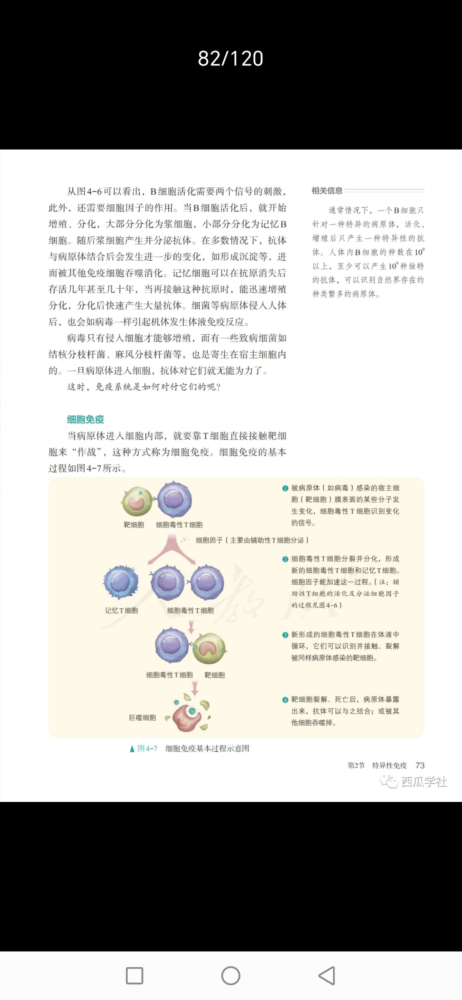 82/120
从图4-6可以看出，B细胞活化需要两个信号的刺激，
此外，还需要细胞因子的作用。当B细胞活化后，就开始
增殖、分化，大部分分化为浆细胞，小部分分化为记忆B
细胞。随后浆细胞产生并分泌抗体。在多数情况下，抗体
与病原体结合后会发生进一步的变化，如形成沉淀等，进
而被其他免疫细胞吞噬消化。记忆细胞可以在抗原消失后
存活几年甚至几十年，当再接触这种抗原时，能迅速增殖
分化，分化后快速产生大量抗体。细菌等病原体侵入人体
后，也会如病毒一样引起机体发生体液免疫反应。
病毒只有侵入细胞才能够增殖，而有一些致病细菌如
结核分枝杆菌、麻风分枝杆菌等，也是寄生在宿主细胞内
的。一旦病原体进入细胞，抗体对它们就无能为力了。
这时，免疫系统是如何对付它们的呢？
相关信息
通常情况下，一个B细胞只
针对一种特异的病原体，活化、
增殖后只产生一种特异性的抗
体。人体内B细胞的种数在10⁹
以上，至少可以产生10⁹种独特
的抗体，可以识别自然界存在的
种类繁多的病原体。
细胞免疫
当病原体进入细胞内部，就要靠T细胞直接接触靶细
胞来“作战”，这种方式称为细胞免疫。细胞免疫的基本
过程如图4-7所示。
靶细胞 细胞毒性T细胞
细胞因子（主要由辅助性T细胞分泌）
记忆T细胞 细胞毒性T细胞
细胞毒性T细胞 靶细胞
巨噬细胞
❶ 被病原体（如病毒）感染的宿主细
胞（靶细胞）膜表面的某些分子发
生变化，细胞毒性T细胞识别变化
的信号。
❷ 细胞毒性T细胞分裂并分化，形成
新的细胞毒性T细胞和记忆T细胞。
细胞因子能加速这一过程。（注：辅
助性T细胞的活化及分泌细胞因子
的过程见图4-6）
❸ 新形成的细胞毒性T细胞在体液中
循环，它们可以识别并接触、裂解
被同样病原体感染的靶细胞。
❹ 靶细胞裂解、死亡后，病原体暴露
出来，抗体可以与之结合；或被其
他细胞吞噬掉。
人教版
▲图4-7 细胞免疫基本过程示意图
第2节 特异性免疫 73
西瓜学社